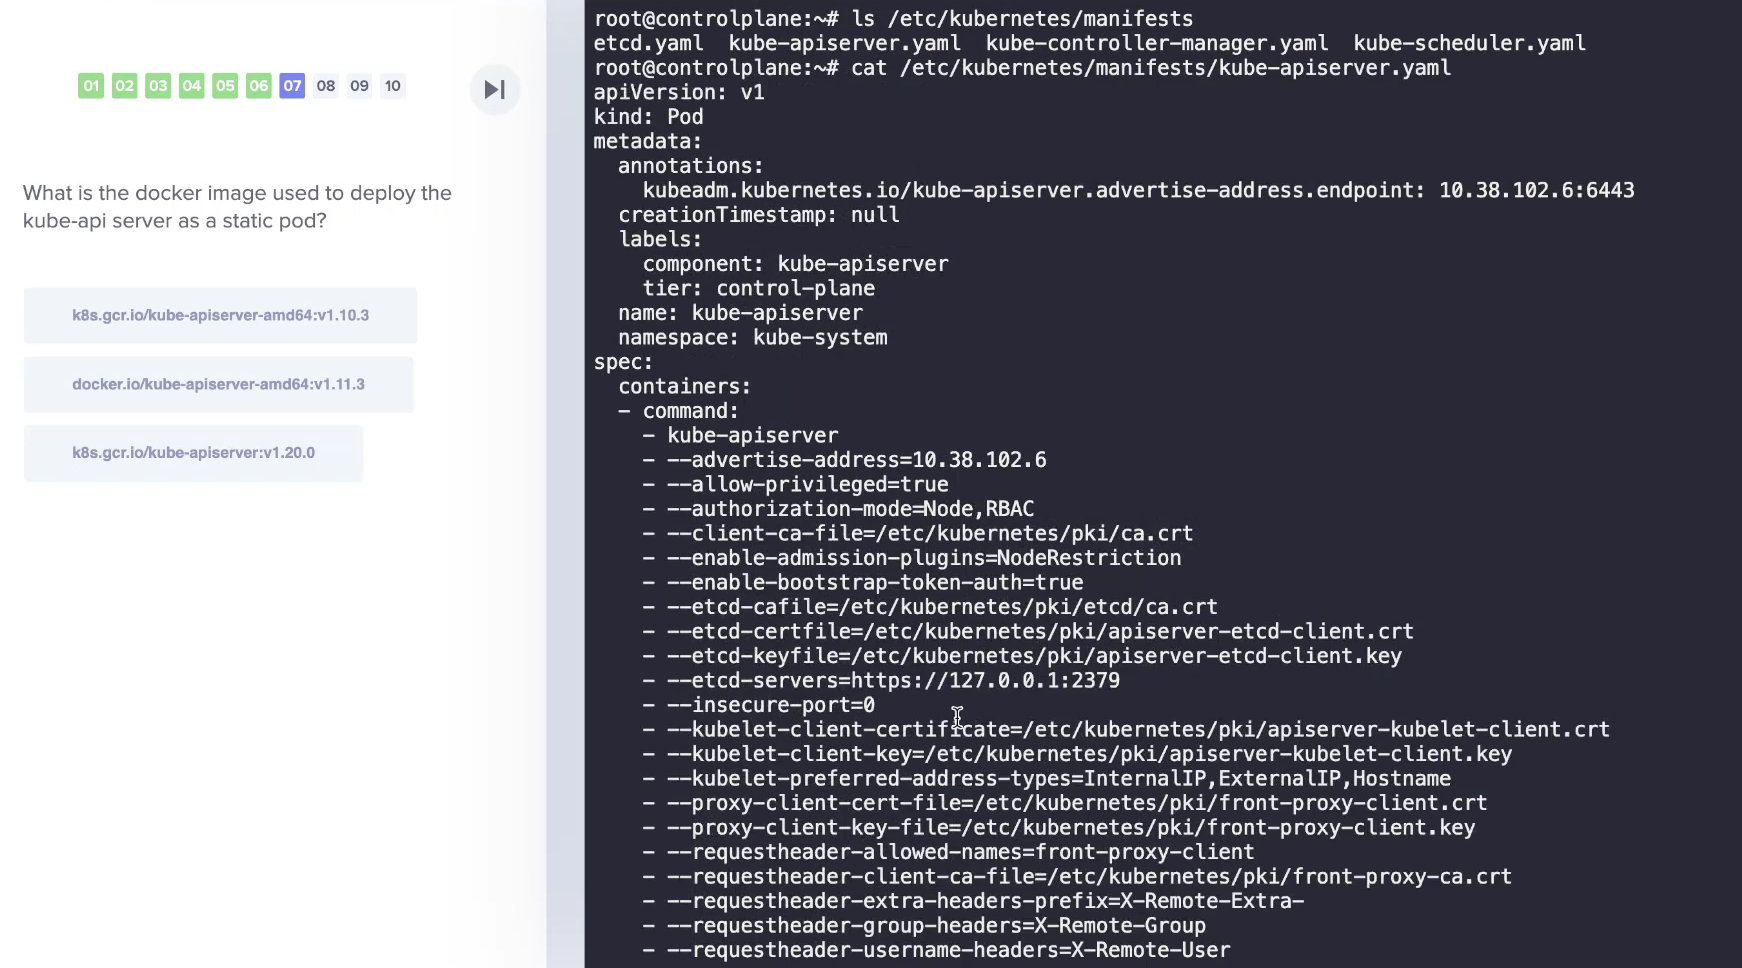 01 02 03 04 05 06 07 08 09 10
What is the docker image used to deploy the
kube-api server as a static pod?
k8s.gcr.io/kube-apiserver-amd64:v1.10.3
docker.io/kube-apiserver-amd64:v1.11.3
k8s.gcr.io/kube-apiserver:v1.20.0
root@controlplane:~# ls /etc/kubernetes/manifests
etcd.yaml  kube-apiserver.yaml  kube-controller-manager.yaml  kube-scheduler.yaml
root@controlplane:~# cat /etc/kubernetes/manifests/kube-apiserver.yaml
apiVersion: v1
kind: Pod
metadata:
  annotations:
    kubeadm.kubernetes.io/kube-apiserver.advertise-address.endpoint: 10.38.102.6:6443
  creationTimestamp: null
  labels:
    component: kube-apiserver
    tier: control-plane
  name: kube-apiserver
  namespace: kube-system
spec:
  containers:
  - command:
    - kube-apiserver
    - --advertise-address=10.38.102.6
    - --allow-privileged=true
    - --authorization-mode=Node,RBAC
    - --client-ca-file=/etc/kubernetes/pki/ca.crt
    - --enable-admission-plugins=NodeRestriction
    - --enable-bootstrap-token-auth=true
    - --etcd-cafile=/etc/kubernetes/pki/etcd/ca.crt
    - --etcd-certfile=/etc/kubernetes/pki/apiserver-etcd-client.crt
    - --etcd-keyfile=/etc/kubernetes/pki/apiserver-etcd-client.key
    - --etcd-servers=https://127.0.0.1:2379
    - --insecure-port=0
    - --kubelet-client-certificate=/etc/kubernetes/pki/apiserver-kubelet-client.crt
    - --kubelet-client-key=/etc/kubernetes/pki/apiserver-kubelet-client.key
    - --kubelet-preferred-address-types=InternalIP,ExternalIP,Hostname
    - --proxy-client-cert-file=/etc/kubernetes/pki/front-proxy-client.crt
    - --proxy-client-key-file=/etc/kubernetes/pki/front-proxy-client.key
    - --requestheader-allowed-names=front-proxy-client
    - --requestheader-client-ca-file=/etc/kubernetes/pki/front-proxy-ca.crt
    - --requestheader-extra-headers-prefix=X-Remote-Extra-
    - --requestheader-group-headers=X-Remote-Group
    - --requestheader-username-headers=X-Remote-User